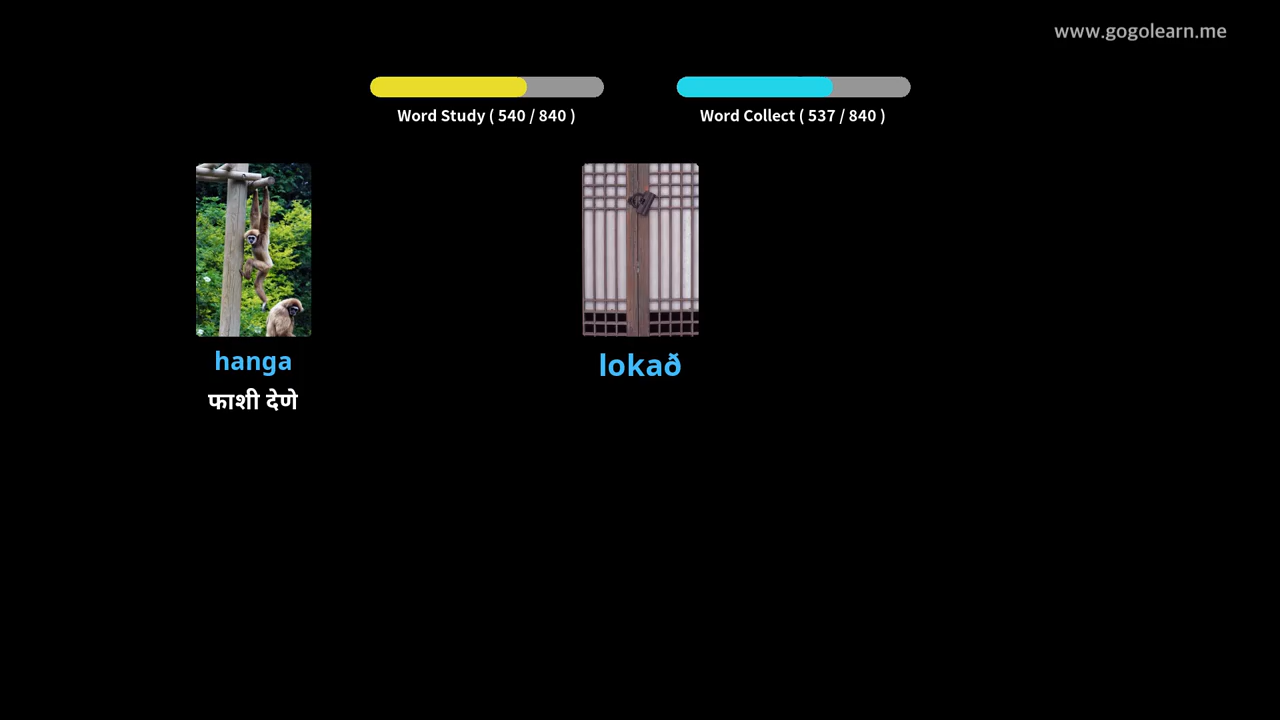 www.gogolearn.me
Word Study ( 540 / 840 )
Word Collect ( 537 / 840 )
hanga
फाशी देणे
lokað